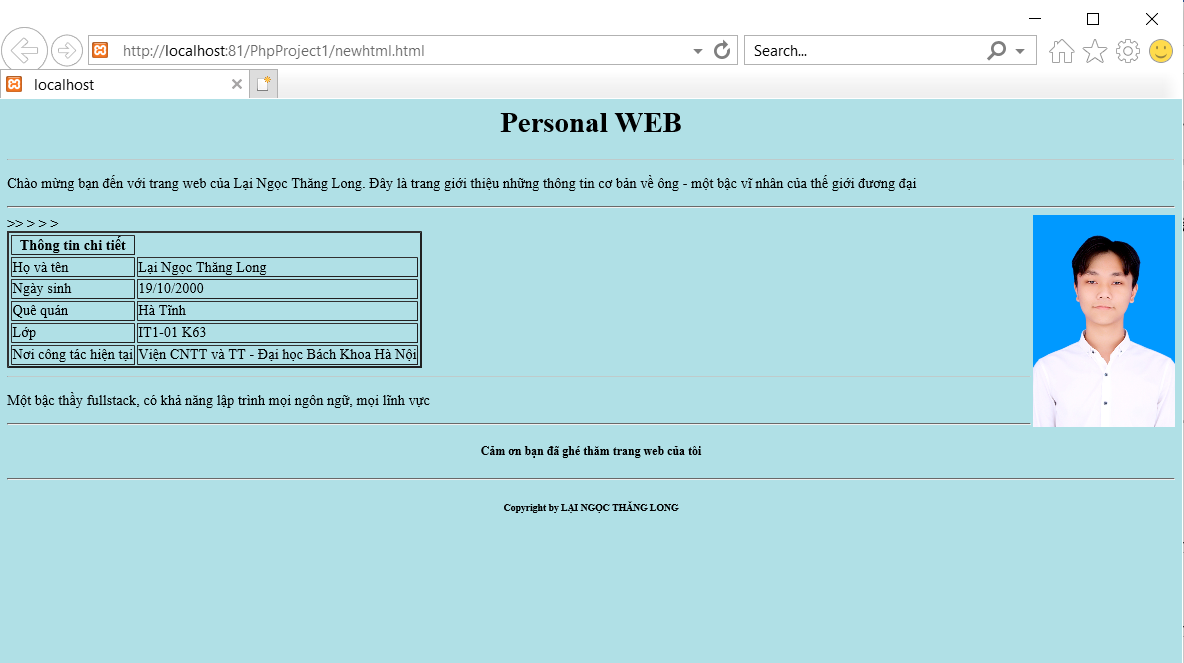 http://localhost:81/PhpProject1/newhtml.html
Search...
localhost
Personal WEB
Chào mừng bạn đến với trang web của Lại Ngọc Thăng Long. Đây là trang giới thiệu những thông tin cơ bản về ông - một bậc vĩ nhân của thế giới đương đại
>> > > > >
Thông tin chi tiết
Họ và tên Lại Ngọc Thăng Long
Ngày sinh 19/10/2000
Quê quán Hà Tĩnh
Lớp IT1-01 K63
Nơi công tác hiện tại Viện CNTT và TT - Đại học Bách Khoa Hà Nội
Một bậc thầy fullstack, có khả năng lập trình mọi ngôn ngữ, mọi lĩnh vực
Cảm ơn bạn đã ghé thăm trang web của tôi
Copyright by LẠI NGỌC THĂNG LONG